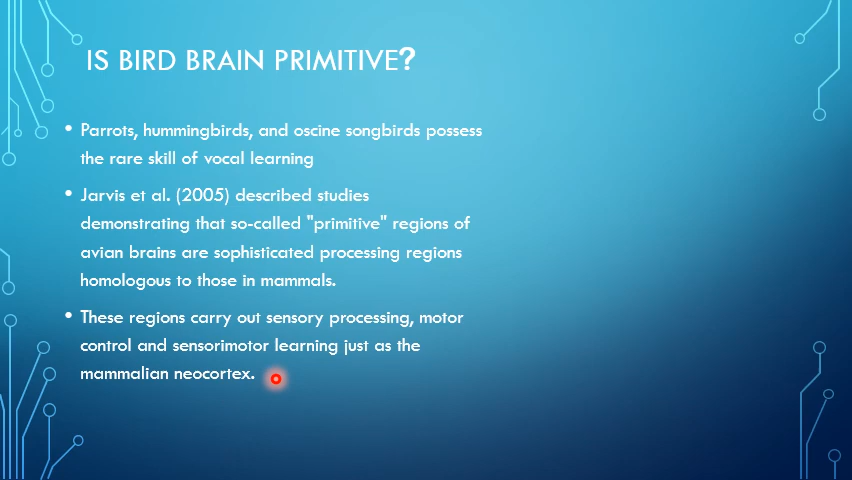 IS BIRD BRAIN PRIMITIVE?
• Parrots, hummingbirds, and oscine songbirds possess
the rare skill of vocal learning
• Jarvis et al. (2005) described studies
demonstrating that so-called "primitive" regions of
avian brains are sophisticated processing regions
homologous to those in mammals.
• These regions carry out sensory processing, motor
control and sensorimotor learning just as the
mammalian neocortex.